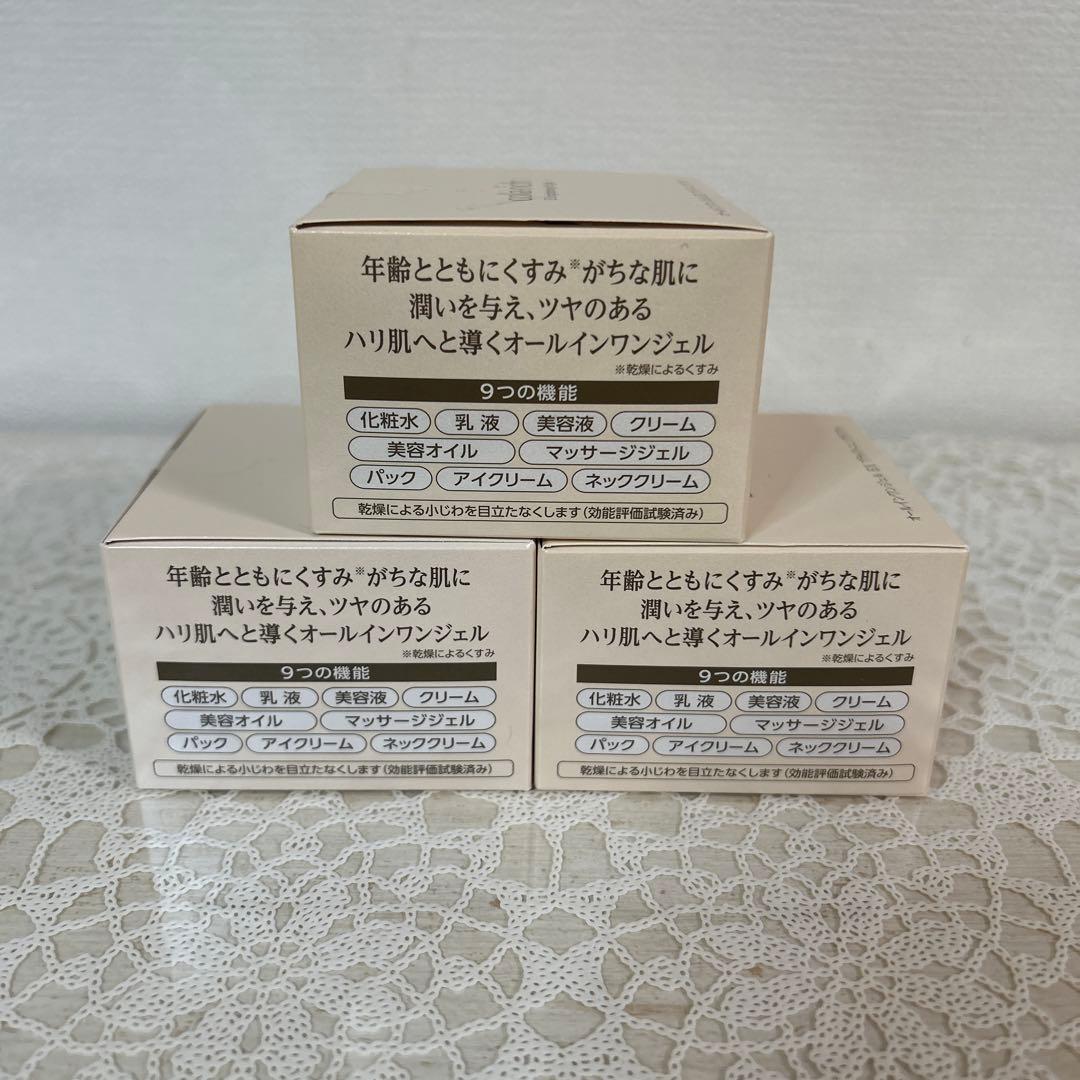 年齢とともにくすみ※がちな肌に
潤いを与え、ツヤのある
ハリ肌へと導くオールインワンジェル
※乾燥によるくすみ
9つの機能
化粧水 乳液 美容液 クリーム
美容オイル マッサージジェル
パック アイクリーム ネッククリーム
乾燥による小じわを目立たなくします(効能評価試験済み)
年齢とともにくすみ※がちな肌に
潤いを与え、ツヤのある
ハリ肌へと導くオールインワンジェル
※乾燥によるくすみ
9つの機能
化粧水 乳液 美容液 クリーム
美容オイル マッサージジェル
パック アイクリーム ネッククリーム
乾燥による小じわを目立たなくします(効能評価試験済み)
年齢とともにくすみ※がちな肌に
潤いを与え、ツヤのある
ハリ肌へと導くオールインワンジェル
※乾燥によるくすみ
9つの機能
化粧水 乳液 美容液 クリーム
美容オイル マッサージジェル
パック アイクリーム ネッククリーム
乾燥による小じわを目立たなくします(効能評価試験済み)